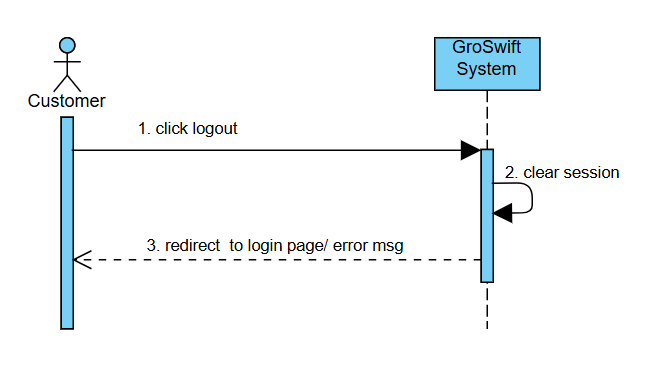 GroSwift
System
Customer
1. click logout
2. clear session
3. redirect  to login page/ error msg